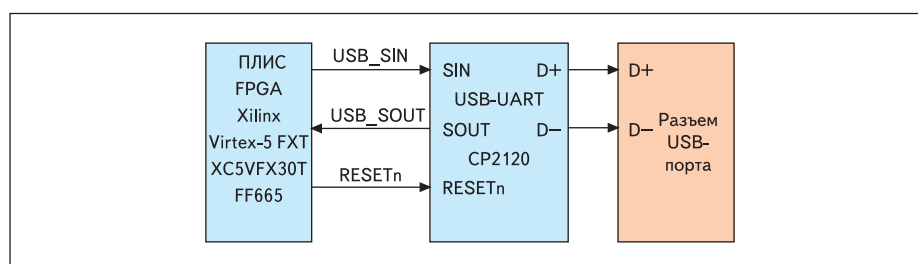 ПЛИС
FPGA
Xilinx
Virtex-5 FXT
XC5VFX30T
FF665
USB_SIN
USB_SOUT
RESETn
SIN
D+
USB-UART
SOUT
D−
CP2120
RESETn
D+
D−
Разъем
USB-
порта